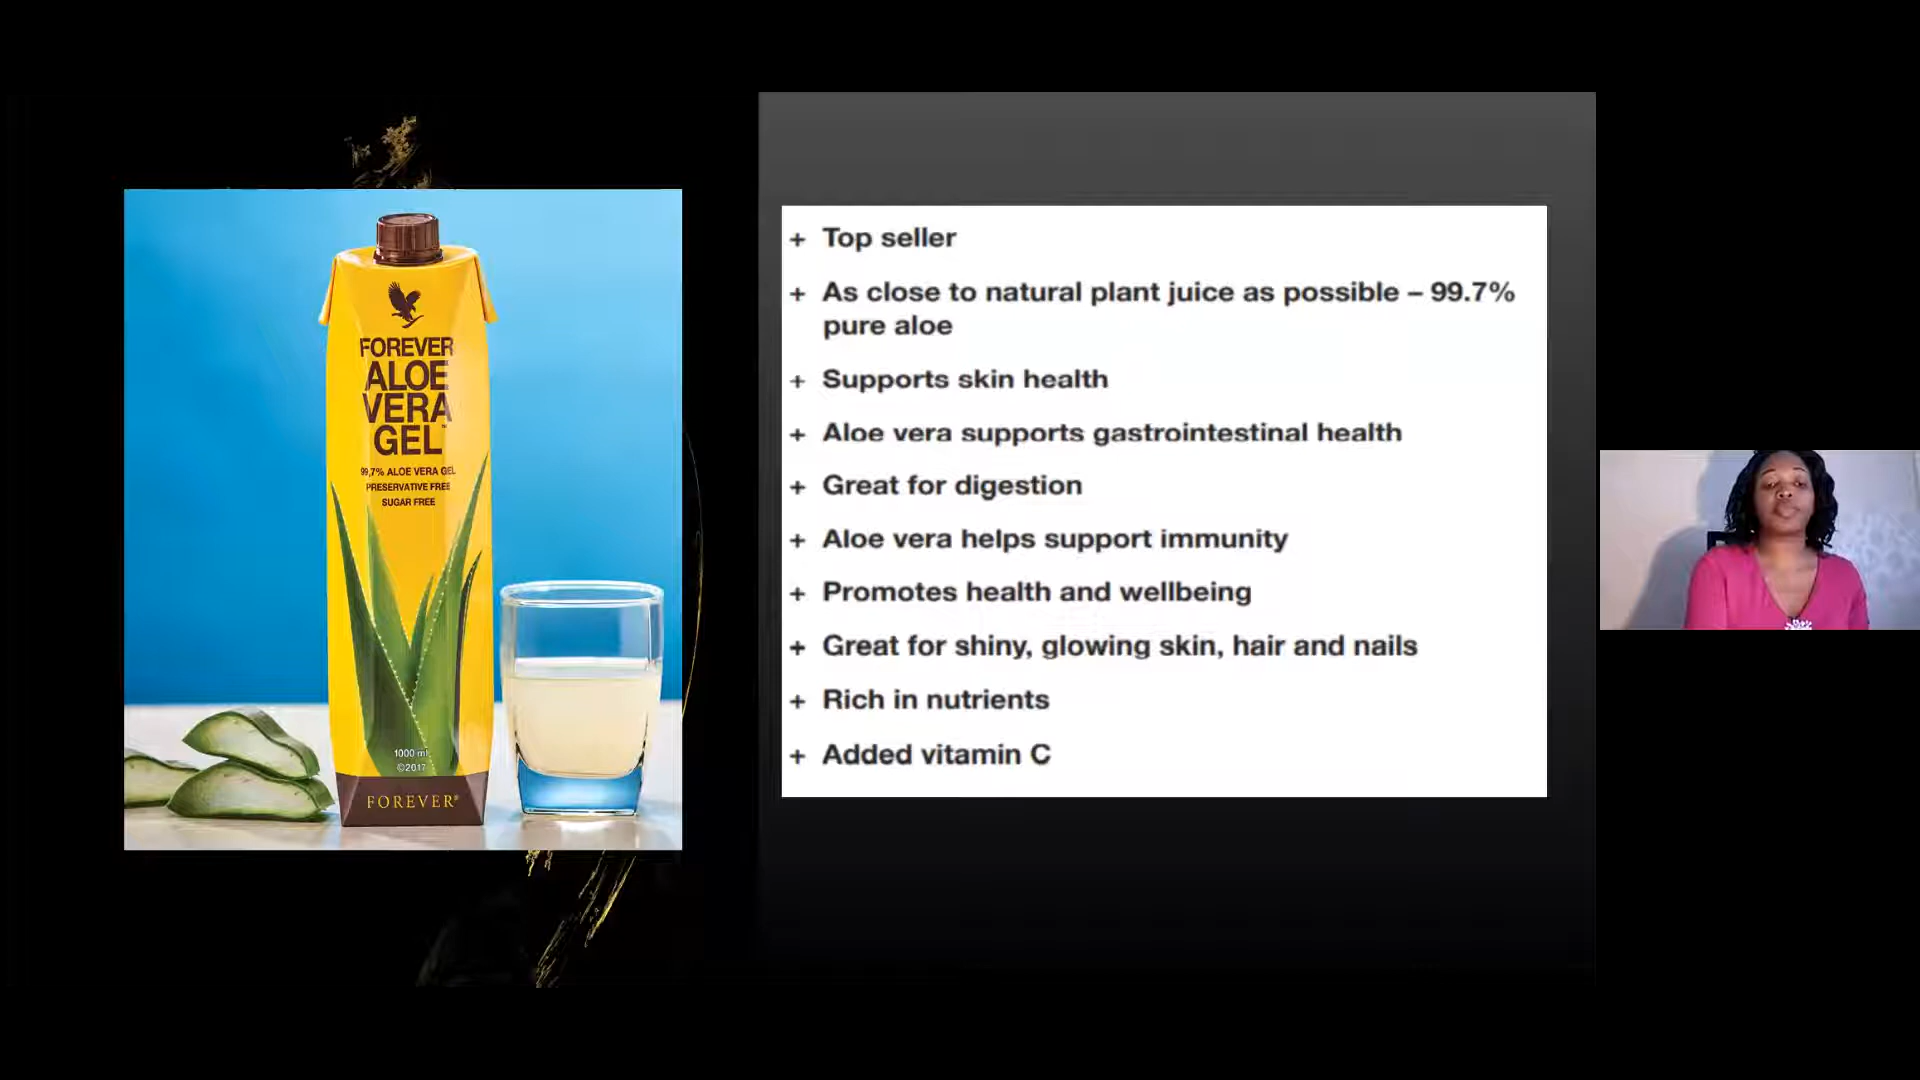 FOREVER
ALOE
VERA
GEL™
99,7% ALOE VERA GEL
PRESERVATIVE FREE
SUGAR FREE
1000 ml
©2017
FOREVER®
+ Top seller
+ As close to natural plant juice as possible – 99.7%
pure aloe
+ Supports skin health
+ Aloe vera supports gastrointestinal health
+ Great for digestion
+ Aloe vera helps support immunity
+ Promotes health and wellbeing
+ Great for shiny, glowing skin, hair and nails
+ Rich in nutrients
+ Added vitamin C